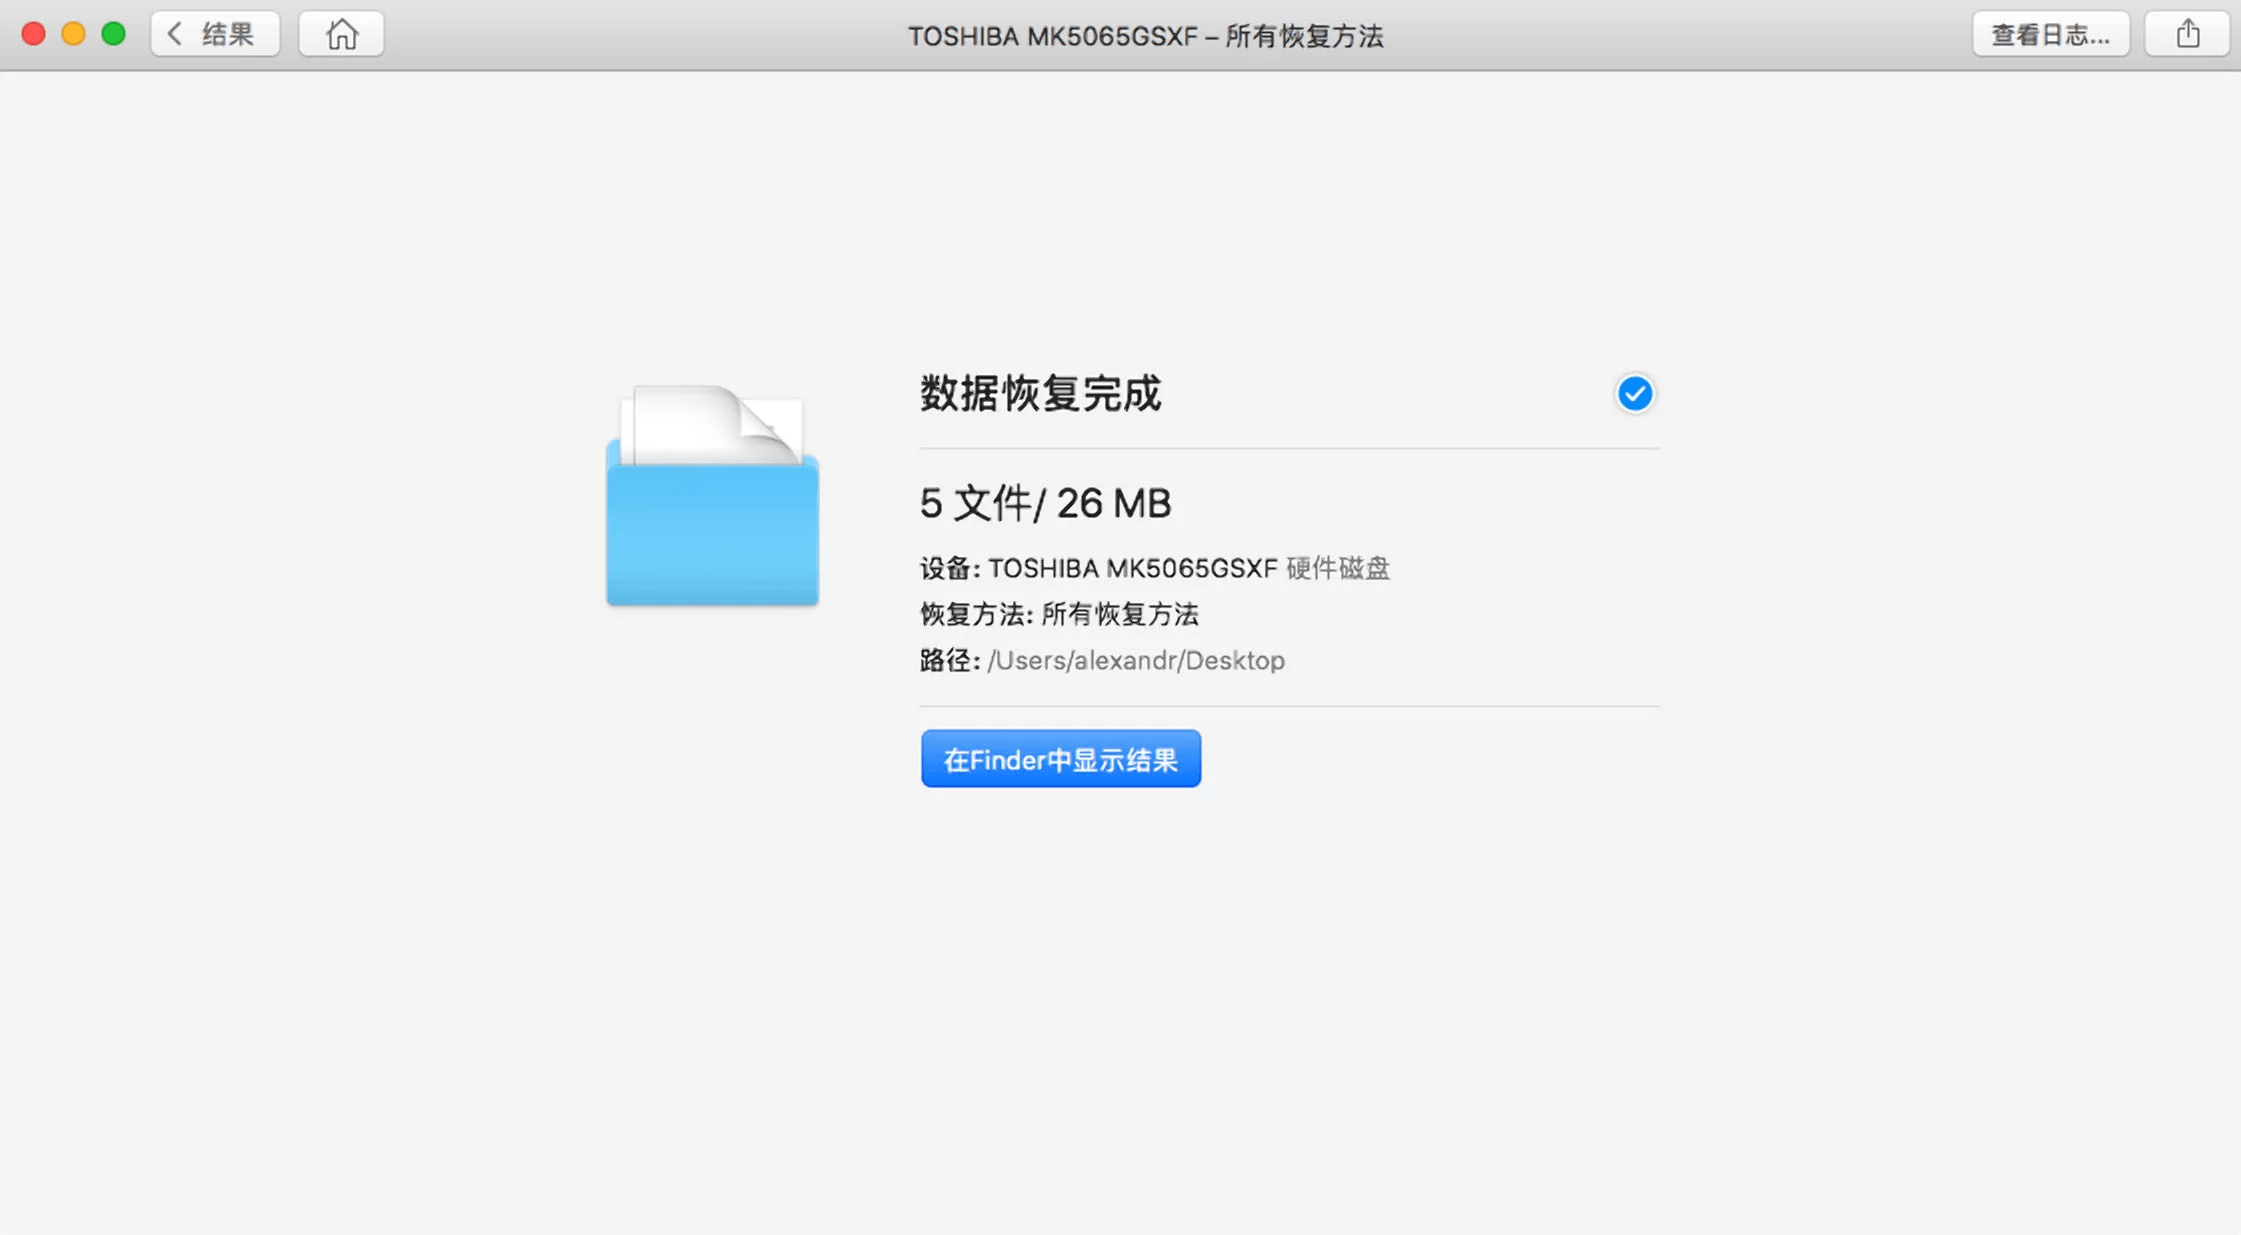 结果
TOSHIBA MK5065GSXF – 所有恢复方法
查看日志...
数据恢复完成
5 文件/ 26 MB
设备: TOSHIBA MK5065GSXF 硬件磁盘
恢复方法: 所有恢复方法
路径: /Users/alexandr/Desktop
在Finder中显示结果